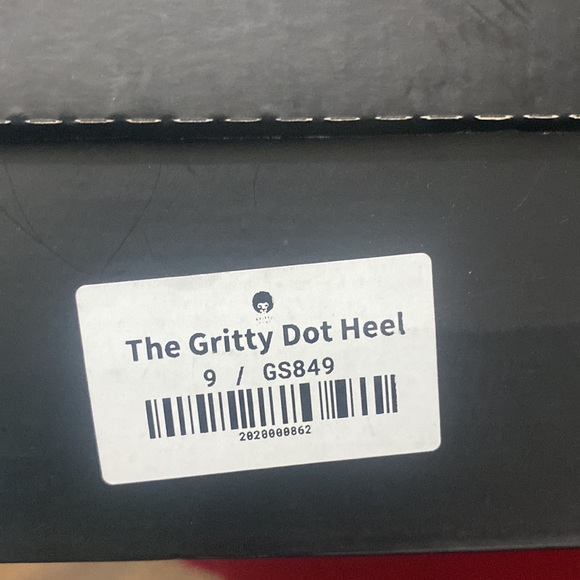 The Gritty Dot Heel
9 / GS849
2020000862